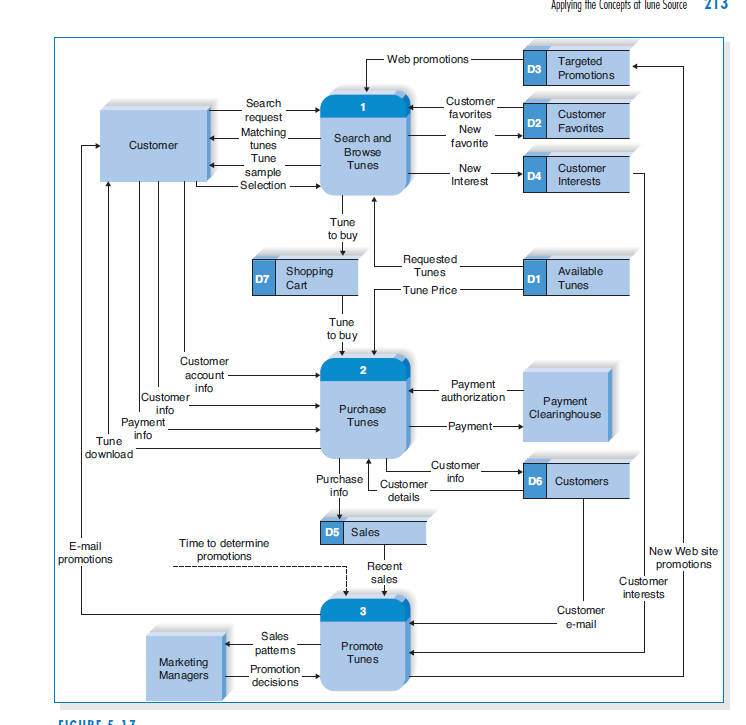 Applying the Concepts at Tune Source 213
Web promotions
D3
Targeted
Promotions
Search
request
Matching
tunes
Tune
sample
Selection
Customer
1
Search and
Browse
Tunes
Customer
favorites
New
favorite
New
Interest
D2
Customer
Favorites
D4
Customer
Interests
Tune
to buy
D7
Shopping
Cart
Requested
Tunes
Tune Price
D1
Available
Tunes
Tune
to buy
Customer
account
info
Customer
info
Payment
info
Tune
download
2
Purchase
Tunes
Payment
authorization
Payment
Payment
Clearinghouse
Customer
info
Customer
details
D6
Customers
Purchase
info
D5
Sales
E-mail
promotions
Time to determine
promotions
Recent
sales
New Web site
promotions
Customer
interests
Customer
e-mail
3
Promote
Tunes
Sales
patterns
Promotion
decisions
Marketing
Managers
FIGURE 5-17